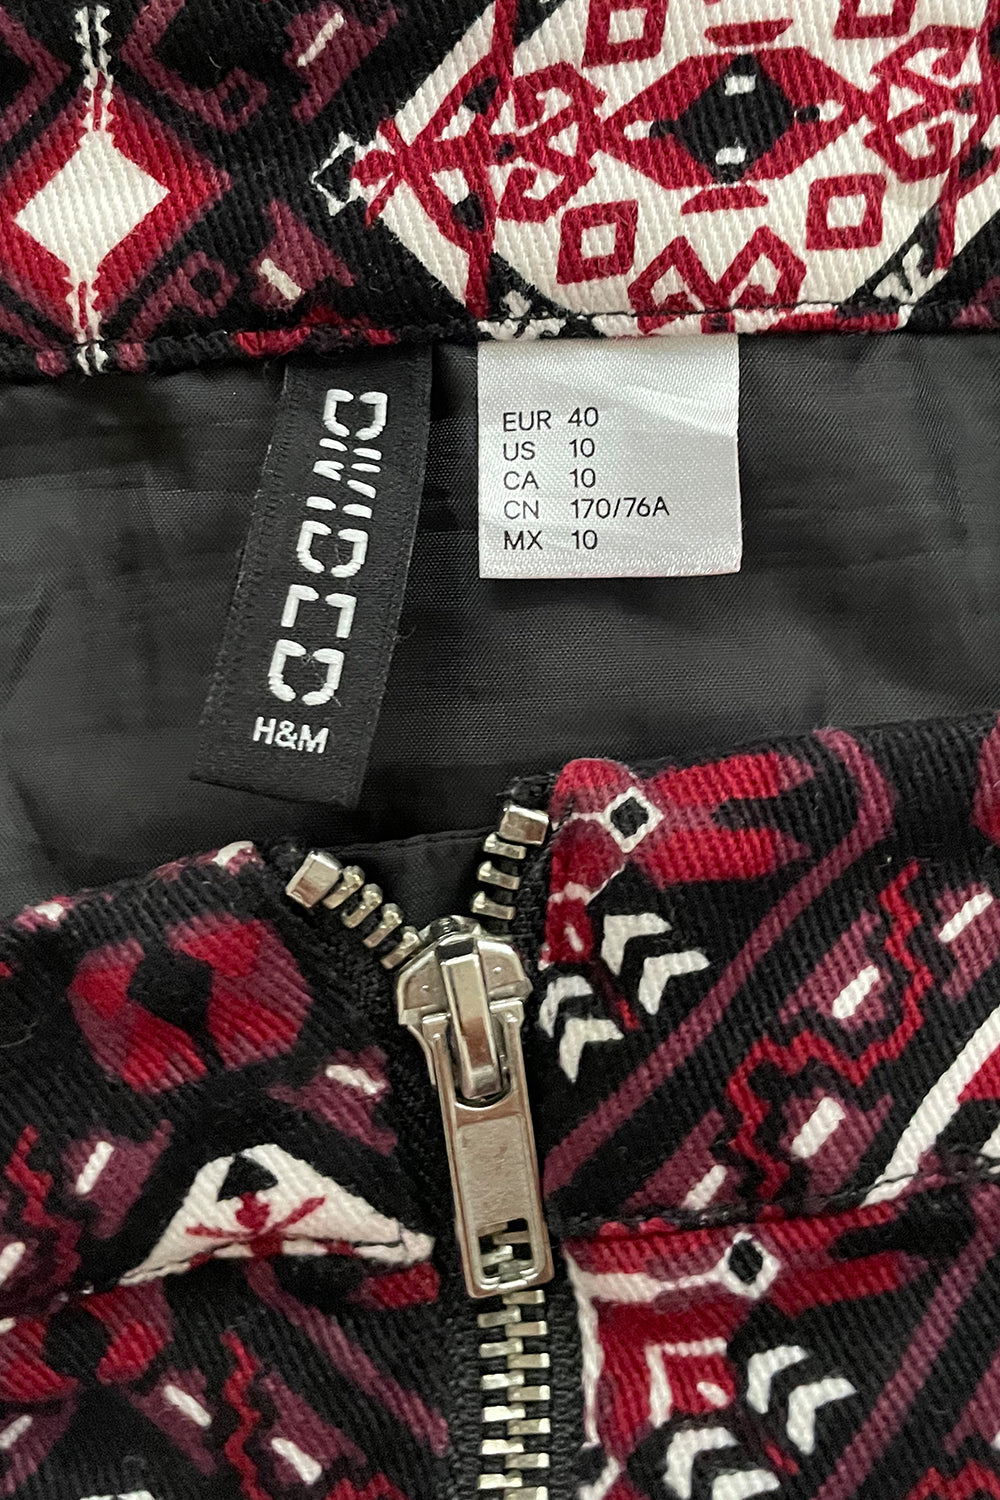 DIVIDED
H&M
EUR 40
US 10
CA 10
CN 170/76A
MX 10